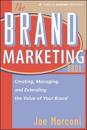 THE
BRAND
MARKETING
BOOK
Creating, Managing,
and Extending
the Value of Your Brand
Joe Marconi